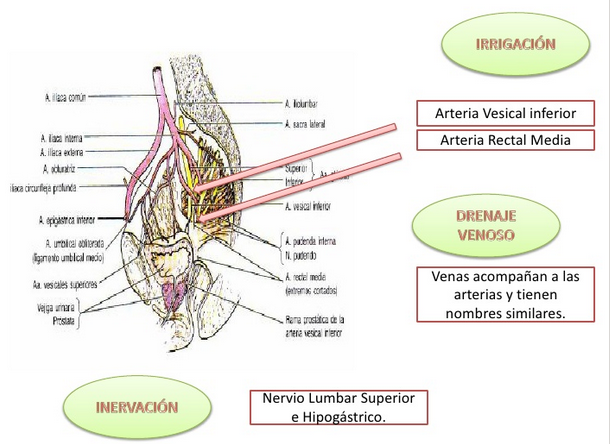 IRRIGACIÓN
Arteria Vesical inferior
Arteria Rectal Media
DRENAJE
VENOSO
Venas acompañan a las
arterias y tienen
nombres similares.
INERVACIÓN
Nervio Lumbar Superior
e Hipogástrico.
A. ilíaca común
A. ilíaca interna
A. ilíaca externa
A. obturatriz
ilíaca circunfleja profunda
A. epigástrica inferior
A. umbilical obliterada
(ligamento umbilical medio)
Aa. vesicales superiores
Vejiga urinaria
Próstata
A. iliolumbar
A. sacra lateral
Superior
Inferior
A. vesical inferior
A. pudenda interna
N. pudendo
A. rectal media
(extremos cortados)
Rama prostática de la
arteria vesical inferior